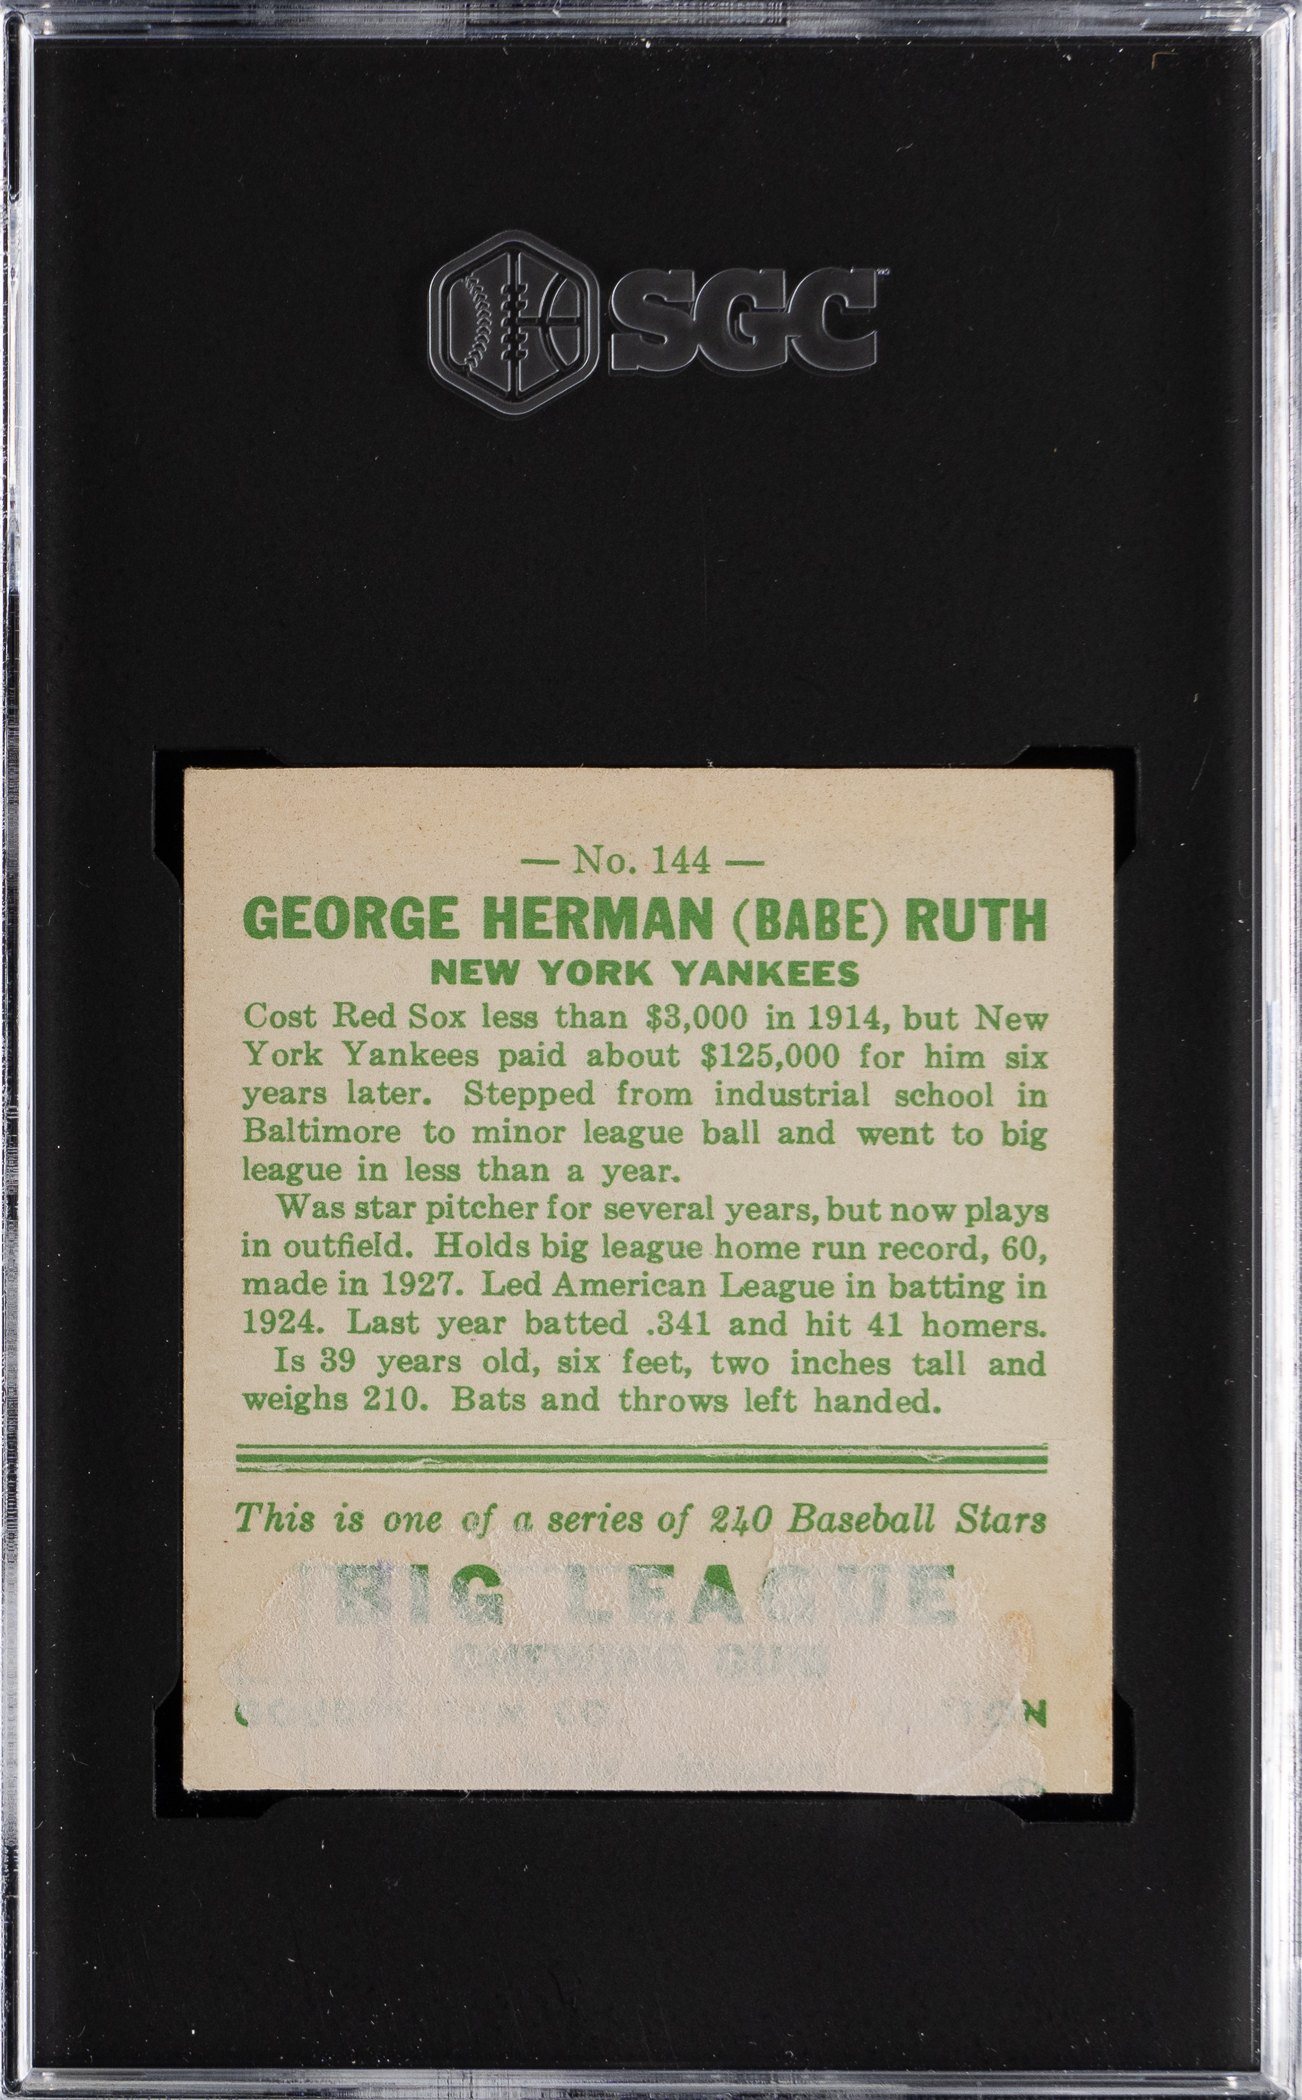 SGC
— No. 144 —
GEORGE HERMAN (BABE) RUTH
NEW YORK YANKEES
Cost Red Sox less than $3,000 in 1914, but New
York Yankees paid about $125,000 for him six
years later. Stepped from industrial school in
Baltimore to minor league ball and went to big
league in less than a year.
Was star pitcher for several years, but now plays
in outfield. Holds big league home run record, 60,
made in 1927. Led American League in batting in
1924. Last year batted .341 and hit 41 homers.
Is 39 years old, six feet, two inches tall and
weighs 210. Bats and throws left handed.
This is one of a series of 240 Baseball Stars
BIG LEAGUE
CHEWING GUM